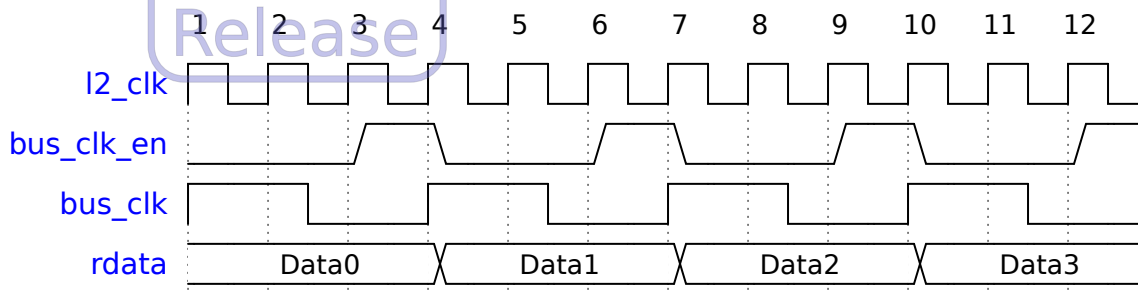 1 2 3 4 5 6 7 8 9 10 11 12
Release
l2_clk
bus_clk_en
bus_clk
rdata Data0 Data1 Data2 Data3